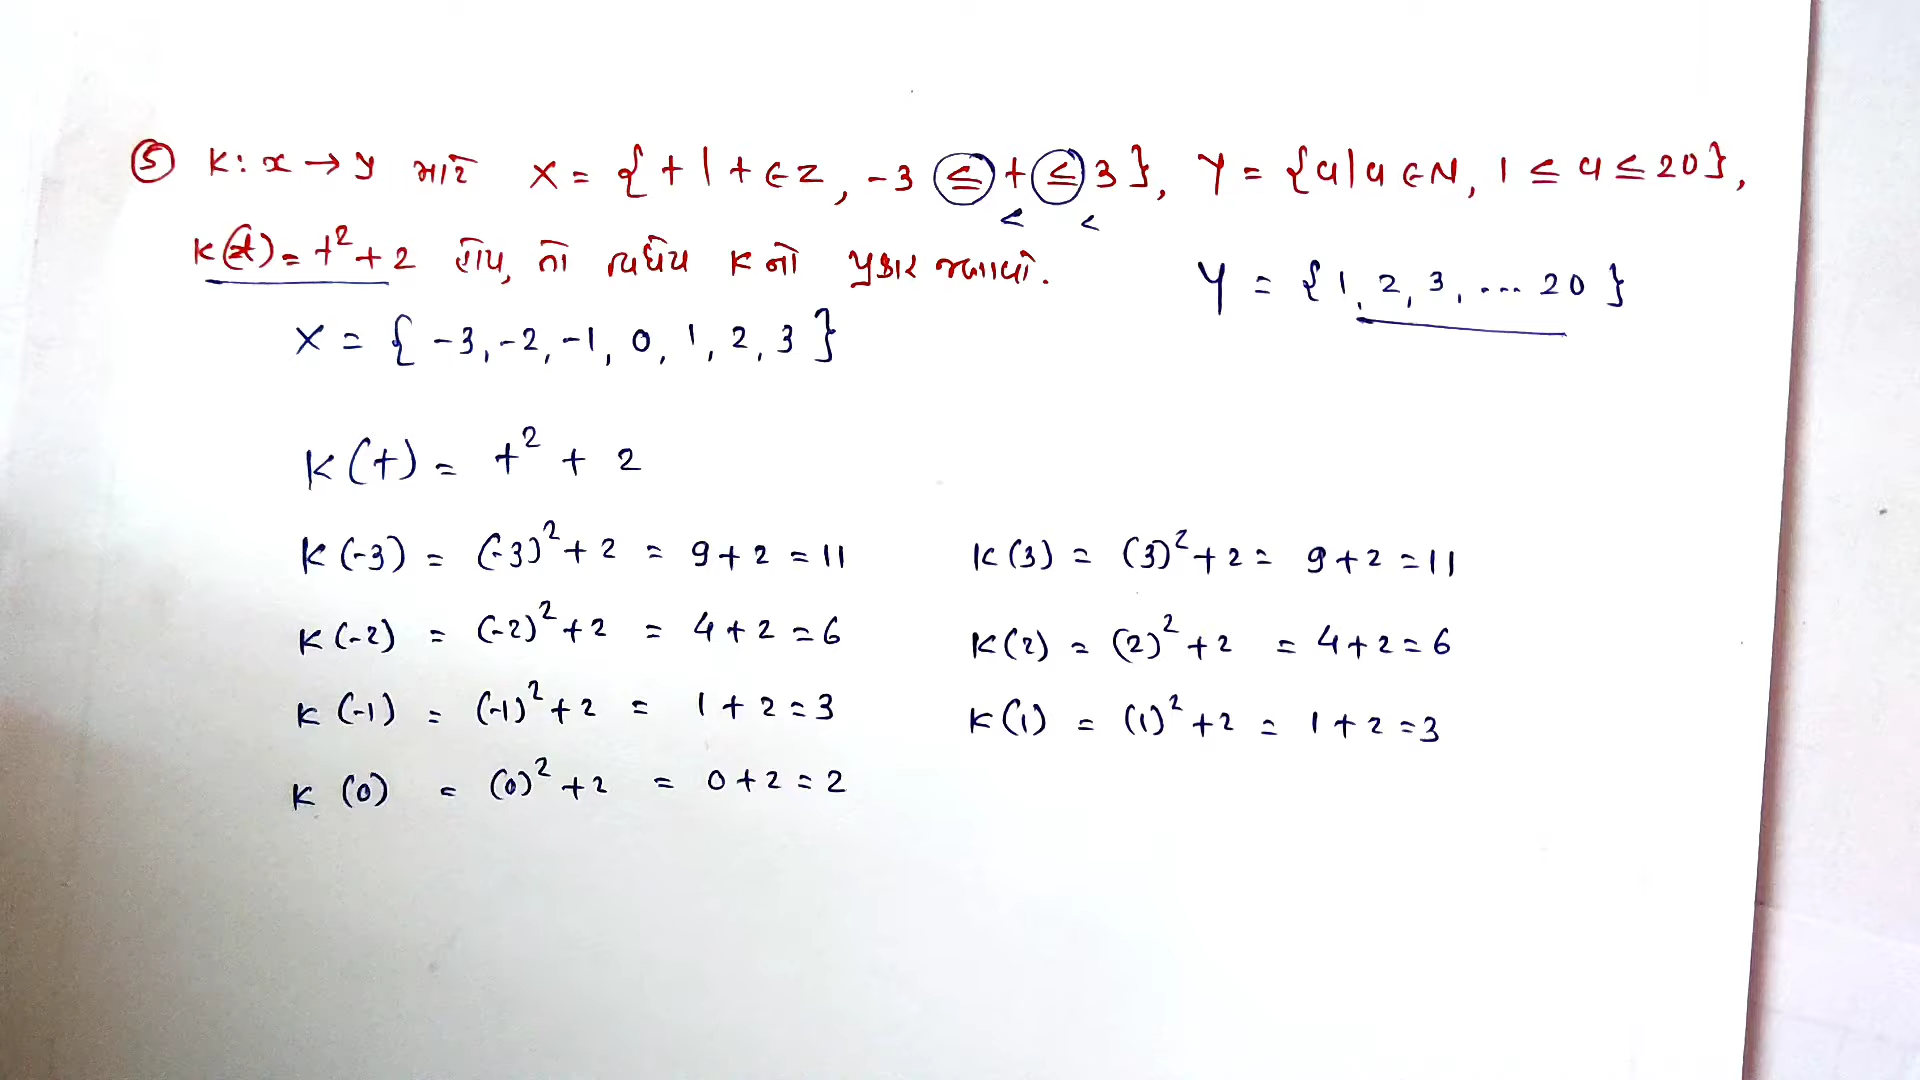 ⑤ K: x → y માટે X = {t | t ∈ Z, -3 ≤ t ≤ 3}, Y = {y | y ∈ N, 1 ≤ y ≤ 20},
< <
k(t) = t² + 2 હોય, તો વિધેય K નો પ્રકાર જણાવો.
Y = {1, 2, 3, ... 20}
X = {-3, -2, -1, 0, 1, 2, 3}
K(t) = t² + 2
K(-3) = (-3)² + 2 = 9 + 2 = 11
K(3) = (3)² + 2 = 9 + 2 = 11
K(-2) = (-2)² + 2 = 4 + 2 = 6
K(2) = (2)² + 2 = 4 + 2 = 6
K(-1) = (-1)² + 2 = 1 + 2 = 3
K(1) = (1)² + 2 = 1 + 2 = 3
K(0) = (0)² + 2 = 0 + 2 = 2